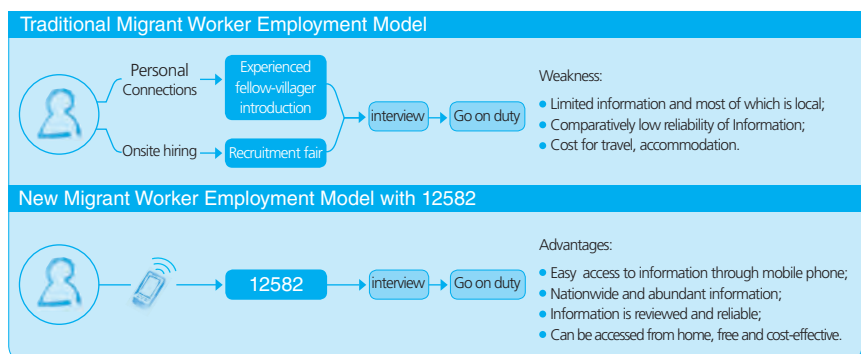 Traditional Migrant Worker Employment Model
Personal
Connections
Experienced
fellow-villager
introduction
Onsite hiring
Recruitment fair
interview
Go on duty
Weakness:
• Limited information and most of which is local;
• Comparatively low reliability of Information;
• Cost for travel, accommodation.
New Migrant Worker Employment Model with 12582
12582
interview
Go on duty
Advantages:
• Easy access to information through mobile phone;
• Nationwide and abundant information;
• Information is reviewed and reliable;
• Can be accessed from home, free and cost-effective.